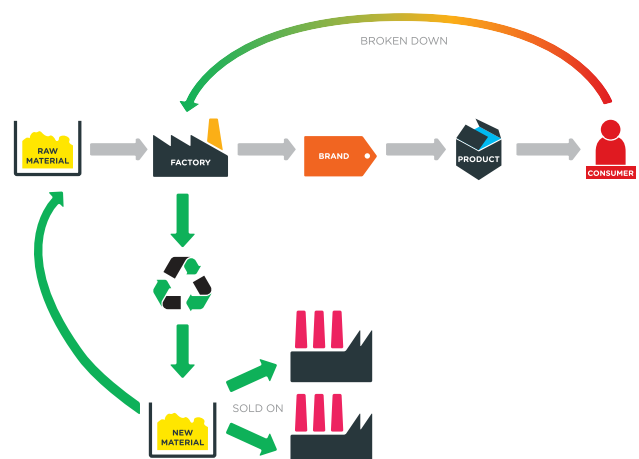 BROKEN DOWN
RAW
MATERIAL
FACTORY
BRAND
PRODUCT
CONSUMER
SOLD ON
NEW
MATERIAL